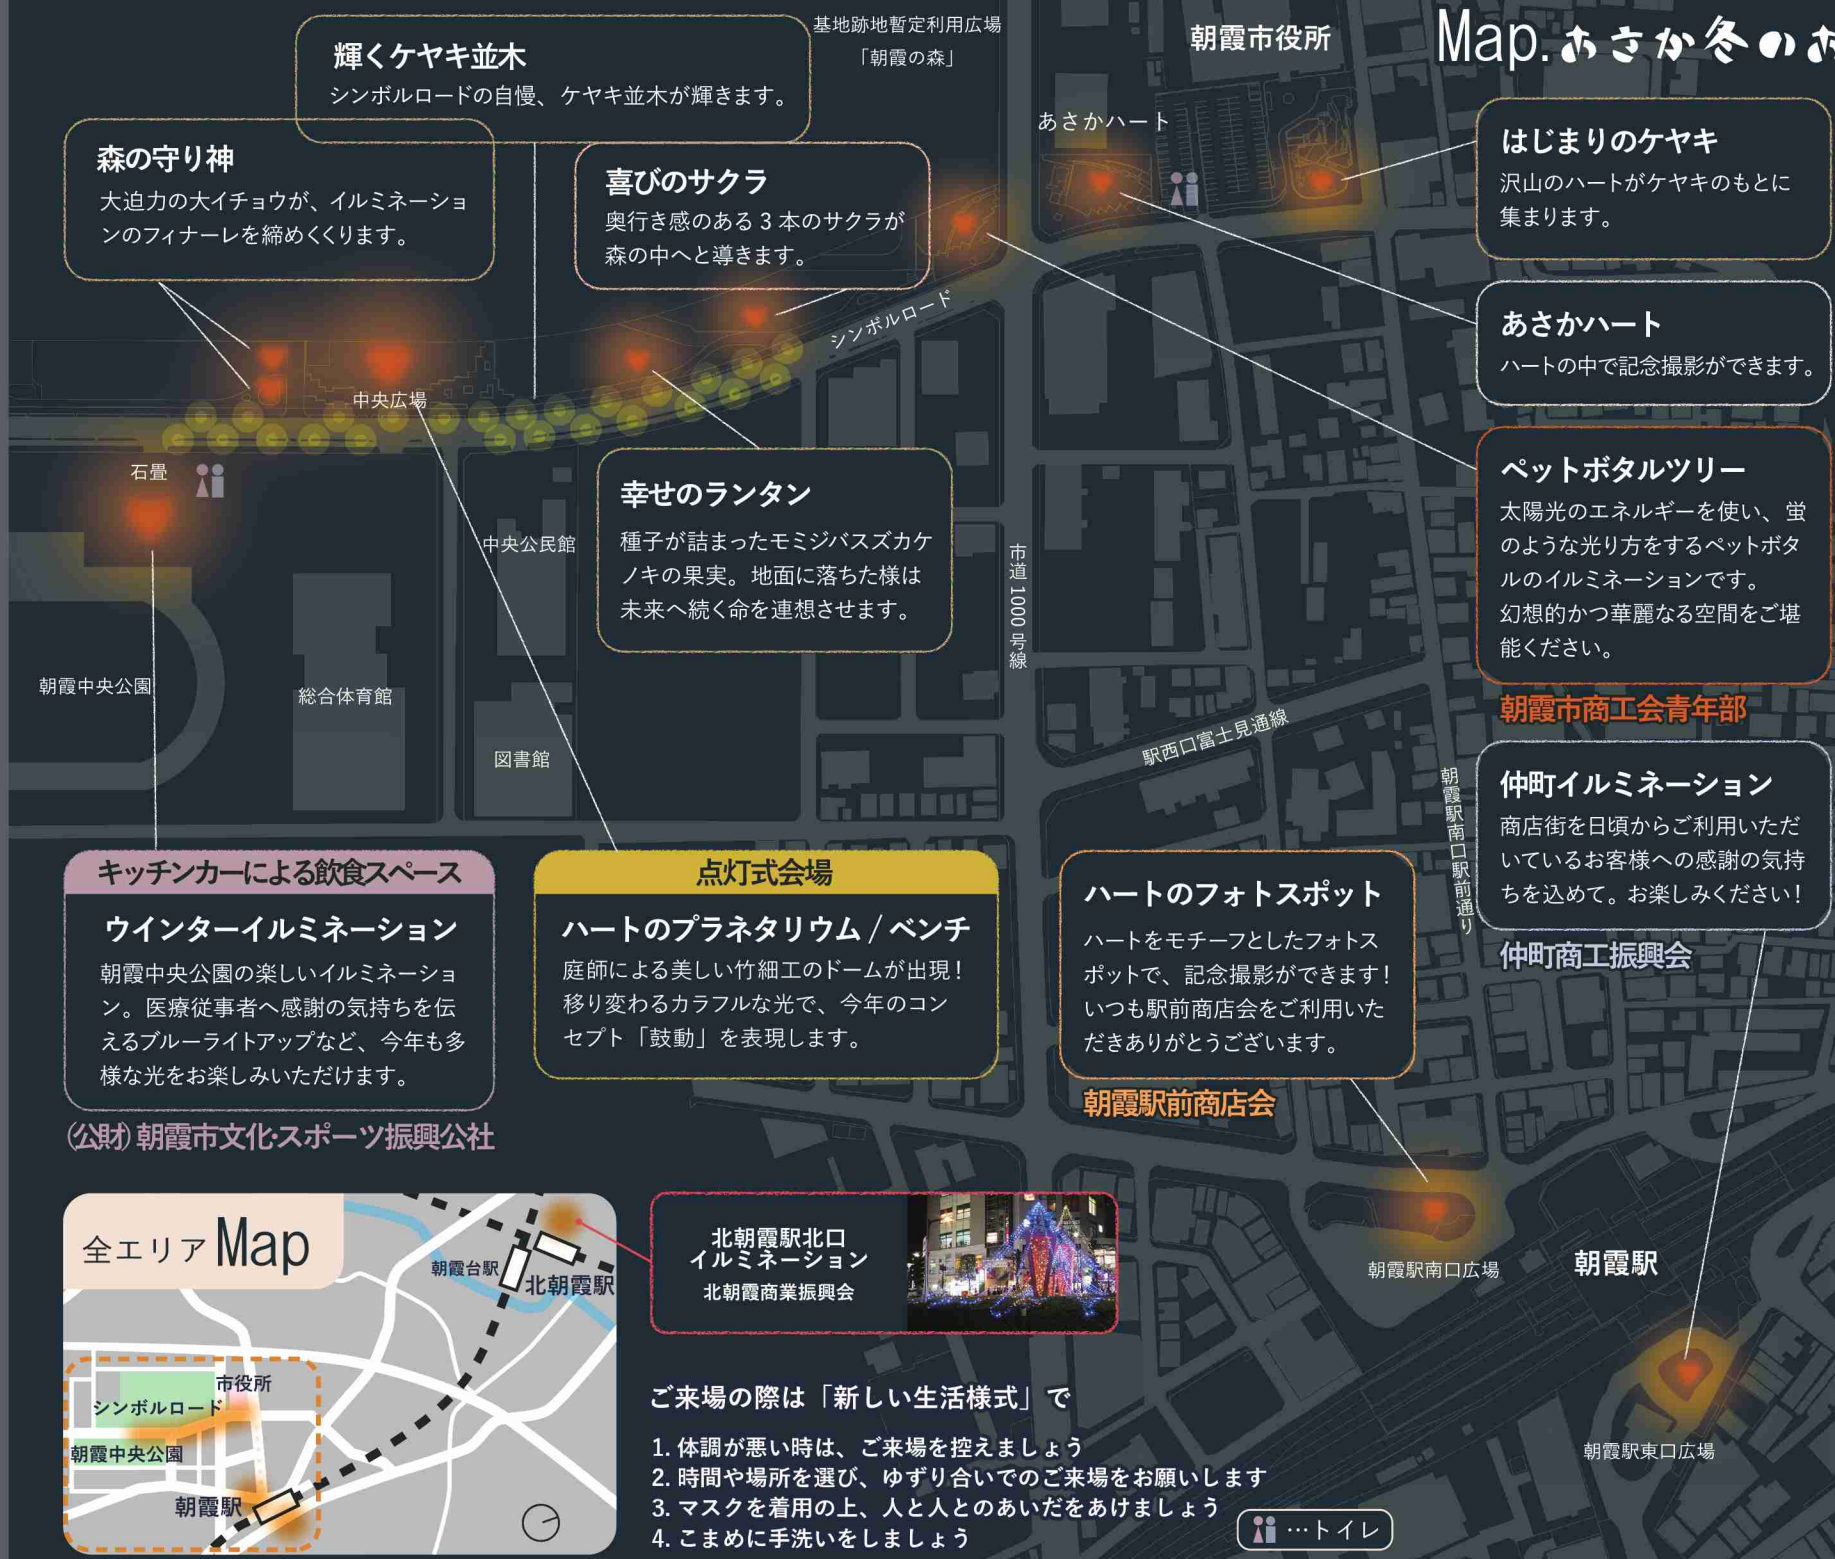 Map.あさか冬の
基地跡地暫定利用広場
「朝霞の森」
朝霞市役所
輝くケヤキ並木
シンボルロードの自慢、ケヤキ並木が輝きます。
森の守り神
大迫力の大イチョウが、イルミネーショ
ンのフィナーレを締めくくります。
喜びのサクラ
奥行き感のある 3 本のサクラが
森の中へと導きます。
あさかハート
はじまりのケヤキ
沢山のハートがケヤキのもとに
集まります。
あさかハート
ハートの中で記念撮影ができます。
シンボルロード
中央広場
石畳
ペットボタルツリー
太陽光のエネルギーを使い、蛍
のような光り方をするペットボタ
ルのイルミネーションです。
幻想的かつ華麗なる空間をご堪
能ください。
朝霞市商工会青年部
幸せのランタン
種子が詰まったモミジバスズカケ
ノキの果実。地面に落ちた様は
未来へ続く命を連想させます。
中央公民館
市道 1000 号線
朝霞中央公園
総合体育館
図書館
駅西口富士見通線
朝霞駅南口駅前通り
仲町イルミネーション
商店街を日頃からご利用いただ
いているお客様への感謝の気持
ちを込めて。お楽しみください！
仲町商工振興会
キッチンカーによる飲食スペース
ウインターイルミネーション
朝霞中央公園の楽しいイルミネーショ
ン。医療従事者へ感謝の気持ちを伝
えるブルーライトアップなど、今年も多
様な光をお楽しみいただけます。
(公財)朝霞市文化・スポーツ振興公社
点灯式会場
ハートのプラネタリウム / ベンチ
庭師による美しい竹細工のドームが出現！
移り変わるカラフルな光で、今年のコン
セプト「鼓動」を表現します。
ハートのフォトスポット
ハートをモチーフとしたフォトス
ポットで、記念撮影ができます！
いつも駅前商店会をご利用いた
だきありがとうございます。
朝霞駅前商店会
朝霞駅南口広場
朝霞駅
朝霞駅東口広場
全エリア Map
朝霞台駅
北朝霞駅
市役所
シンボルロード
朝霞中央公園
朝霞駅
北朝霞駅北口
イルミネーション
北朝霞商業振興会
ご来場の際は「新しい生活様式」で
1. 体調が悪い時は、ご来場を控えましょう
2. 時間や場所を選び、ゆずり合いでのご来場をお願いします
3. マスクを着用の上、人と人とのあいだをあけましょう
4. こまめに手洗いをしましょう
…トイレ